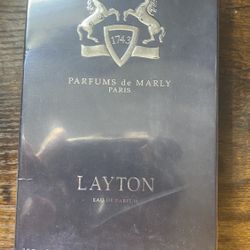 1743
PARFUMS de MARLY
PARIS
LAYTON
EAU DE PARFUM